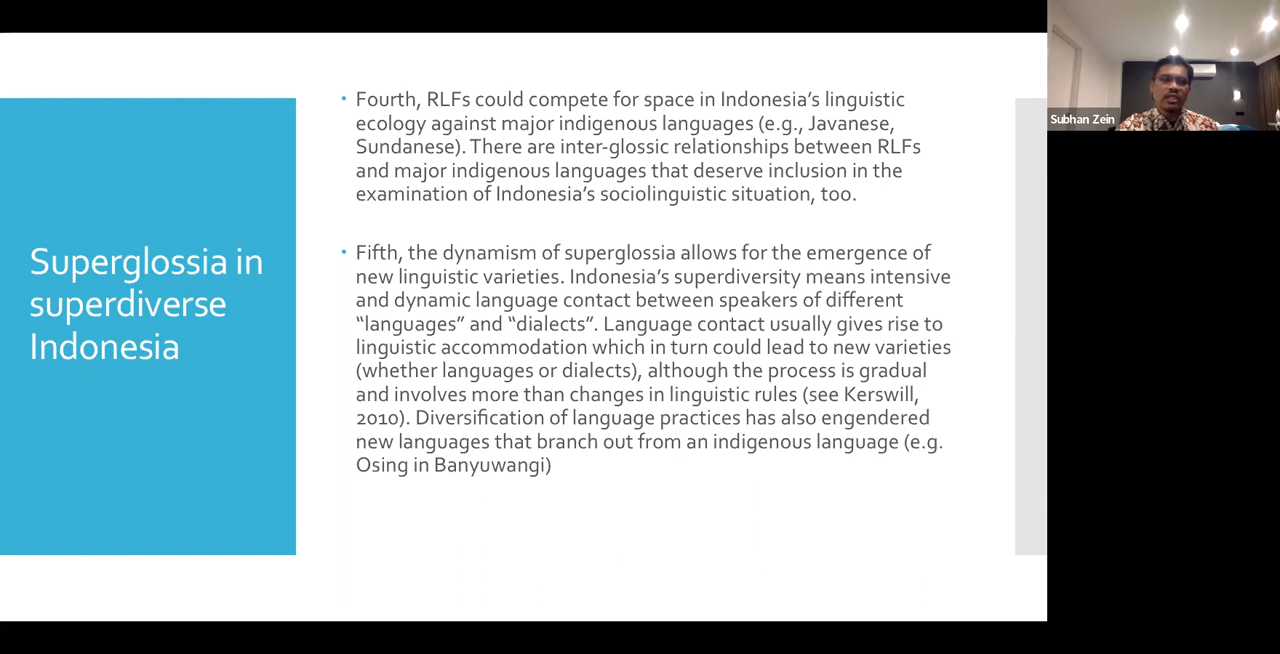 Superglossia in
superdiverse
Indonesia
• Fourth, RLFs could compete for space in Indonesia’s linguistic
ecology against major indigenous languages (e.g., Javanese,
Sundanese). There are inter-glossic relationships between RLFs
and major indigenous languages that deserve inclusion in the
examination of Indonesia’s sociolinguistic situation, too.
• Fifth, the dynamism of superglossia allows for the emergence of
new linguistic varieties. Indonesia’s superdiversity means intensive
and dynamic language contact between speakers of different
“languages” and “dialects”. Language contact usually gives rise to
linguistic accommodation which in turn could lead to new varieties
(whether languages or dialects), although the process is gradual
and involves more than changes in linguistic rules (see Kerswill,
2010). Diversification of language practices has also engendered
new languages that branch out from an indigenous language (e.g.
Osing in Banyuwangi)
Subhan Zein